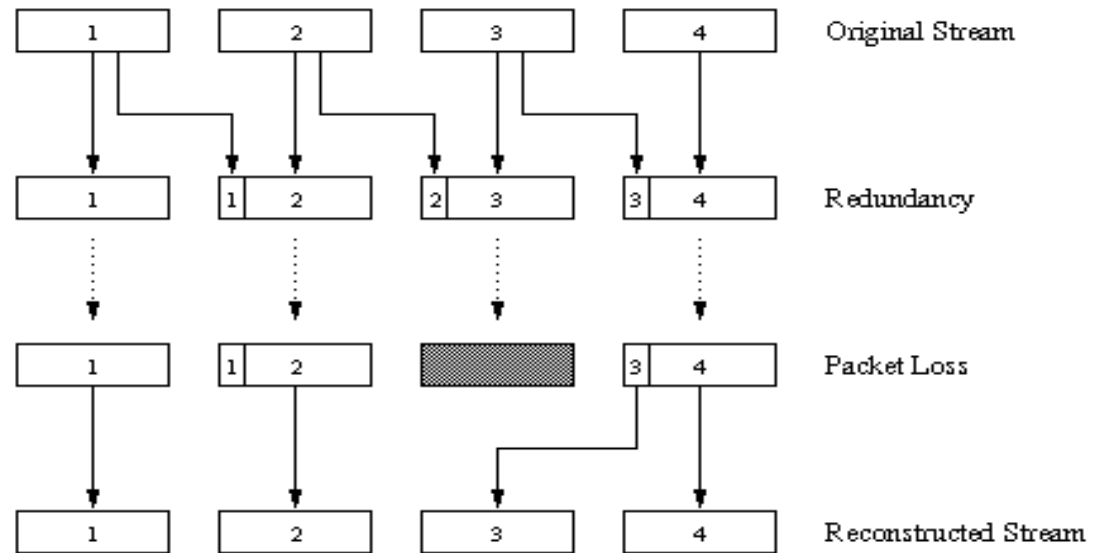 1 2 3 4 Original Stream
1 1 2 2 3 3 4 Redundancy
1 1 2 3 4 Packet Loss
1 2 3 4 Reconstructed Stream